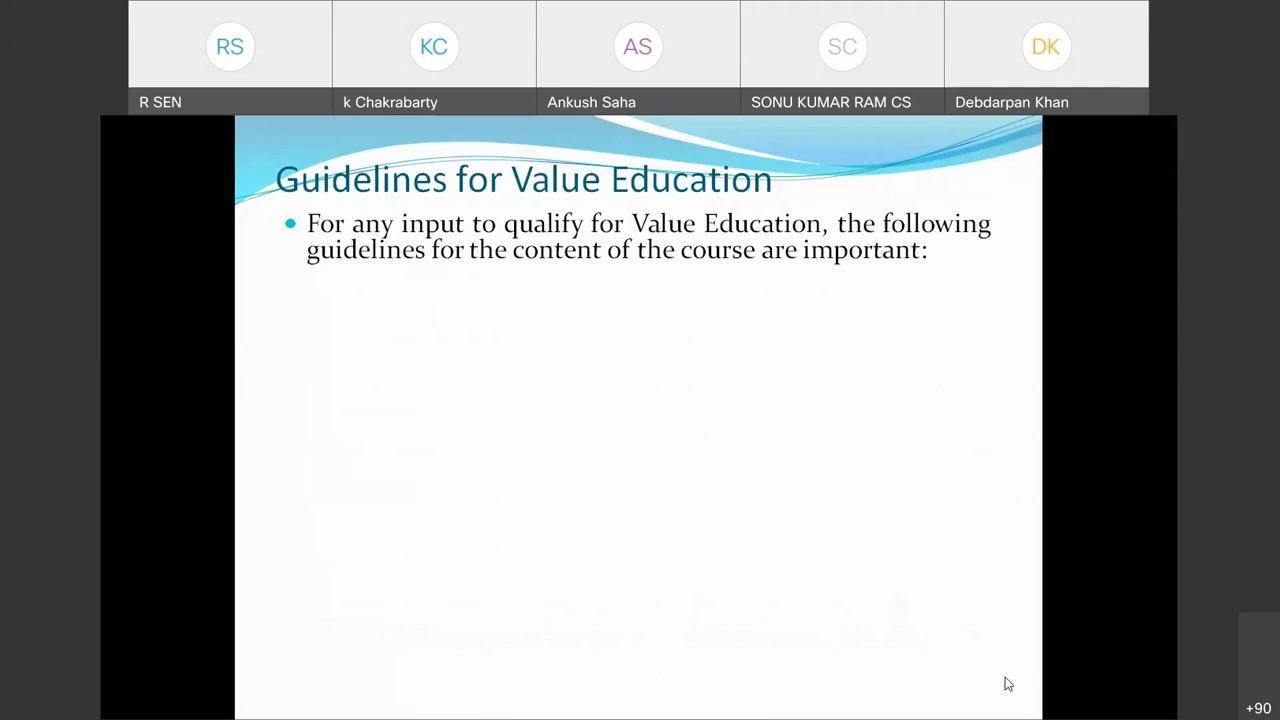 RS
KC
AS
SC
DK
R SEN
k Chakrabarty
Ankush Saha
SONU KUMAR RAM CS
Debdarpan Khan
Guidelines for Value Education
For any input to qualify for Value Education, the following
guidelines for the content of the course are important:
+90